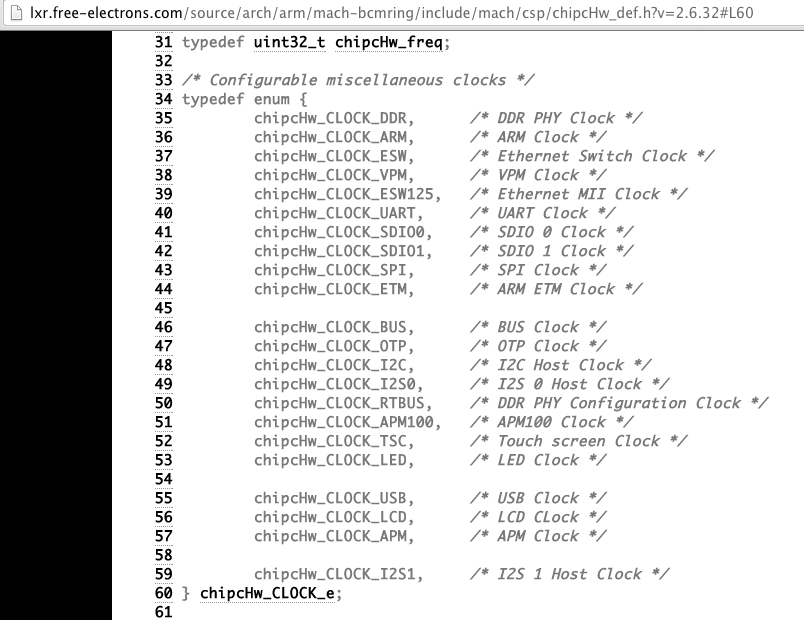 lxr.free-electrons.com/source/arch/arm/mach-bcmring/include/mach/csp/chipcHw_def.h?v=2.6.32#L60
31 typedef uint32_t chipcHw_freq;
32
33 /* Configurable miscellaneous clocks */
34 typedef enum {
35         chipcHw_CLOCK_DDR,      /* DDR PHY Clock */
36         chipcHw_CLOCK_ARM,      /* ARM Clock */
37         chipcHw_CLOCK_ESW,      /* Ethernet Switch Clock */
38         chipcHw_CLOCK_VPM,      /* VPM Clock */
39         chipcHw_CLOCK_ESW125,   /* Ethernet MII Clock */
40         chipcHw_CLOCK_UART,     /* UART Clock */
41         chipcHw_CLOCK_SDIO0,    /* SDIO 0 Clock */
42         chipcHw_CLOCK_SDIO1,    /* SDIO 1 Clock */
43         chipcHw_CLOCK_SPI,      /* SPI Clock */
44         chipcHw_CLOCK_ETM,      /* ARM ETM Clock */
45
46         chipcHw_CLOCK_BUS,      /* BUS Clock */
47         chipcHw_CLOCK_OTP,      /* OTP Clock */
48         chipcHw_CLOCK_I2C,      /* I2C Host Clock */
49         chipcHw_CLOCK_I2S0,     /* I2S 0 Host Clock */
50         chipcHw_CLOCK_RTBUS,    /* DDR PHY Configuration Clock */
51         chipcHw_CLOCK_APM100,   /* APM100 Clock */
52         chipcHw_CLOCK_TSC,      /* Touch screen Clock */
53         chipcHw_CLOCK_LED,      /* LED Clock */
54
55         chipcHw_CLOCK_USB,      /* USB Clock */
56         chipcHw_CLOCK_LCD,      /* LCD CLock */
57         chipcHw_CLOCK_APM,      /* APM Clock */
58
59         chipcHw_CLOCK_I2S1,     /* I2S 1 Host Clock */
60 } chipcHw_CLOCK_e;
61